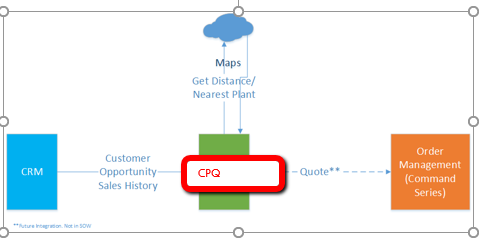 Maps
Get Distance/
Nearest Plant
CRM
Customer
Opportunity
Sales History
CPQ
Quote**
Order
Management
(Command
Series)
**Future Integration. Not in SOW